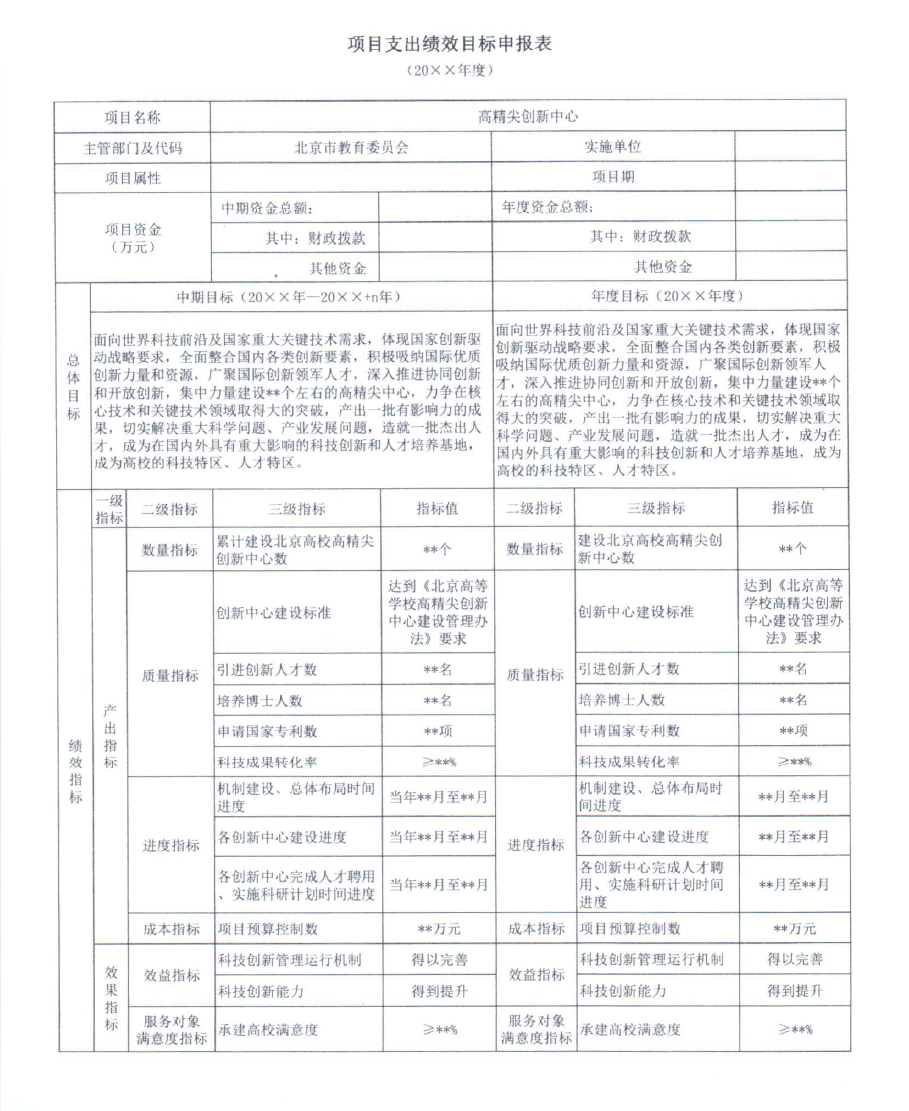 项目支出绩效目标申报表
（20××年度）
项目名称 高精尖创新中心
主管部门及代码 北京市教育委员会 实施单位
项目属性 项目期
项目资金
（万元）
中期资金总额： 年度资金总额：
其中：财政拨款 其中：财政拨款
其他资金 其他资金
总体目标
中期目标（20××年—20××+n年） 年度目标（20××年度）
面向世界科技前沿及国家重大关键技术需求，体现国家创新驱
动战略要求，全面整合国内各类创新要素，积极吸纳国际优质
创新力量和资源，广聚国际创新领军人才，深入推进协同创新
和开放创新，集中力量建设**个左右的高精尖中心，力争在核
心技术和关键技术领域取得大的突破，产出一批有影响力的成
果，切实解决重大科学问题、产业发展问题，造就一批杰出人
才，成为在国内外具有重大影响的科技创新和人才培养基地，
成为高校的科技特区、人才特区。
面向世界科技前沿及国家重大关键技术需求，体现国家
创新驱动战略要求，全面整合国内各类创新要素，积极
吸纳国际优质创新力量和资源，广聚国际创新领军人
才，深入推进协同创新和开放创新，集中力量建设**个
左右的高精尖中心，力争在核心技术和关键技术领域取
得大的突破，产出一批有影响力的成果，切实解决重大
科学问题、产业发展问题，造就一批杰出人才，成为在
国内外具有重大影响的科技创新和人才培养基地，成为
高校的科技特区、人才特区。
绩效指标
一级
指标
二级指标 三级指标 指标值 二级指标 三级指标 指标值
产出指标
数量指标
累计建设北京高校高精尖
创新中心数
**个
数量指标
建设北京高校高精尖创
新中心数
**个
质量指标
创新中心建设标准
达到《北京高等
学校高精尖创新
中心建设管理办
法》要求
质量指标
创新中心建设标准
达到《北京高等
学校高精尖创新
中心建设管理办
法》要求
引进创新人才数 **名 引进创新人才数 **名
培养博士人数 **名 培养博士人数 **名
申请国家专利数 **项 申请国家专利数 **项
科技成果转化率 ≥**% 科技成果转化率 ≥**%
进度指标
机制建设、总体布局时间
进度
当年**月至**月
进度指标
机制建设、总体布局时
间进度
**月至**月
各创新中心建设进度 当年**月至**月 各创新中心建设进度 **月至**月
各创新中心完成人才聘用
、实施科研计划时间进度
当年**月至**月
各创新中心完成人才聘
用、实施科研计划时间
进度
**月至**月
成本指标 项目预算控制数 **万元 成本指标 项目预算控制数 **万元
效果指标
效益指标
科技创新管理运行机制 得以完善
效益指标
科技创新管理运行机制 得以完善
科技创新能力 得到提升 科技创新能力 得到提升
服务对象
满意度指标
承建高校满意度 ≥**%
服务对象
满意度指标
承建高校满意度 ≥**%